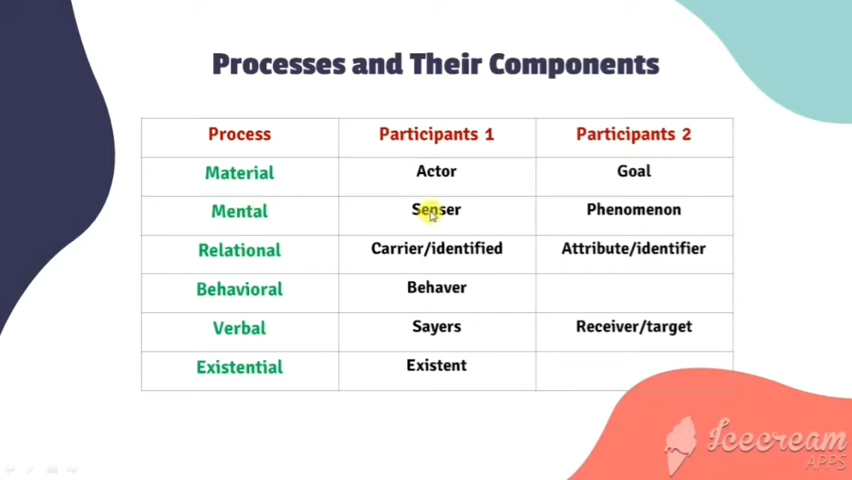 Processes and Their Components
Process Participants 1 Participants 2
Material Actor Goal
Mental Senser Phenomenon
Relational Carrier/identified Attribute/identifier
Behavioral Behaver
Verbal Sayers Receiver/target
Existential Existent
Icecream
APPS